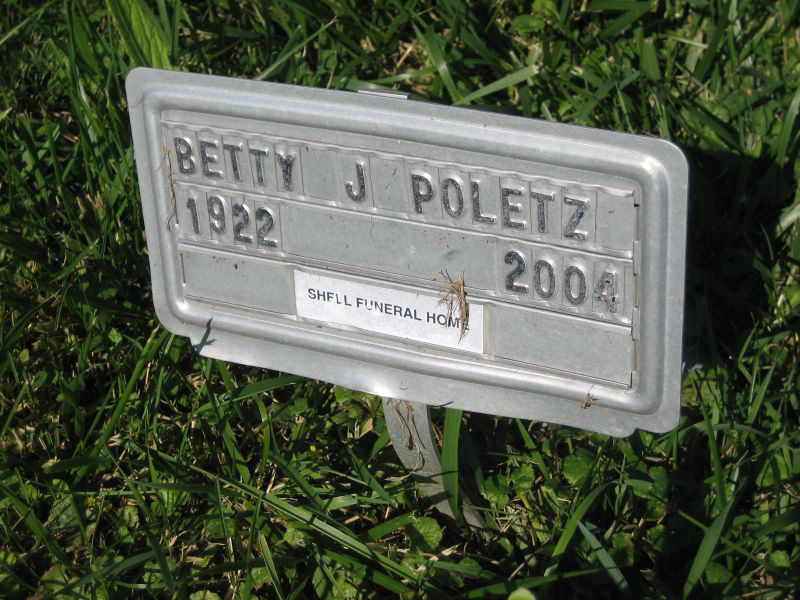 BETTY J POLETZ
1922 2004
SHELL FUNERAL HOME